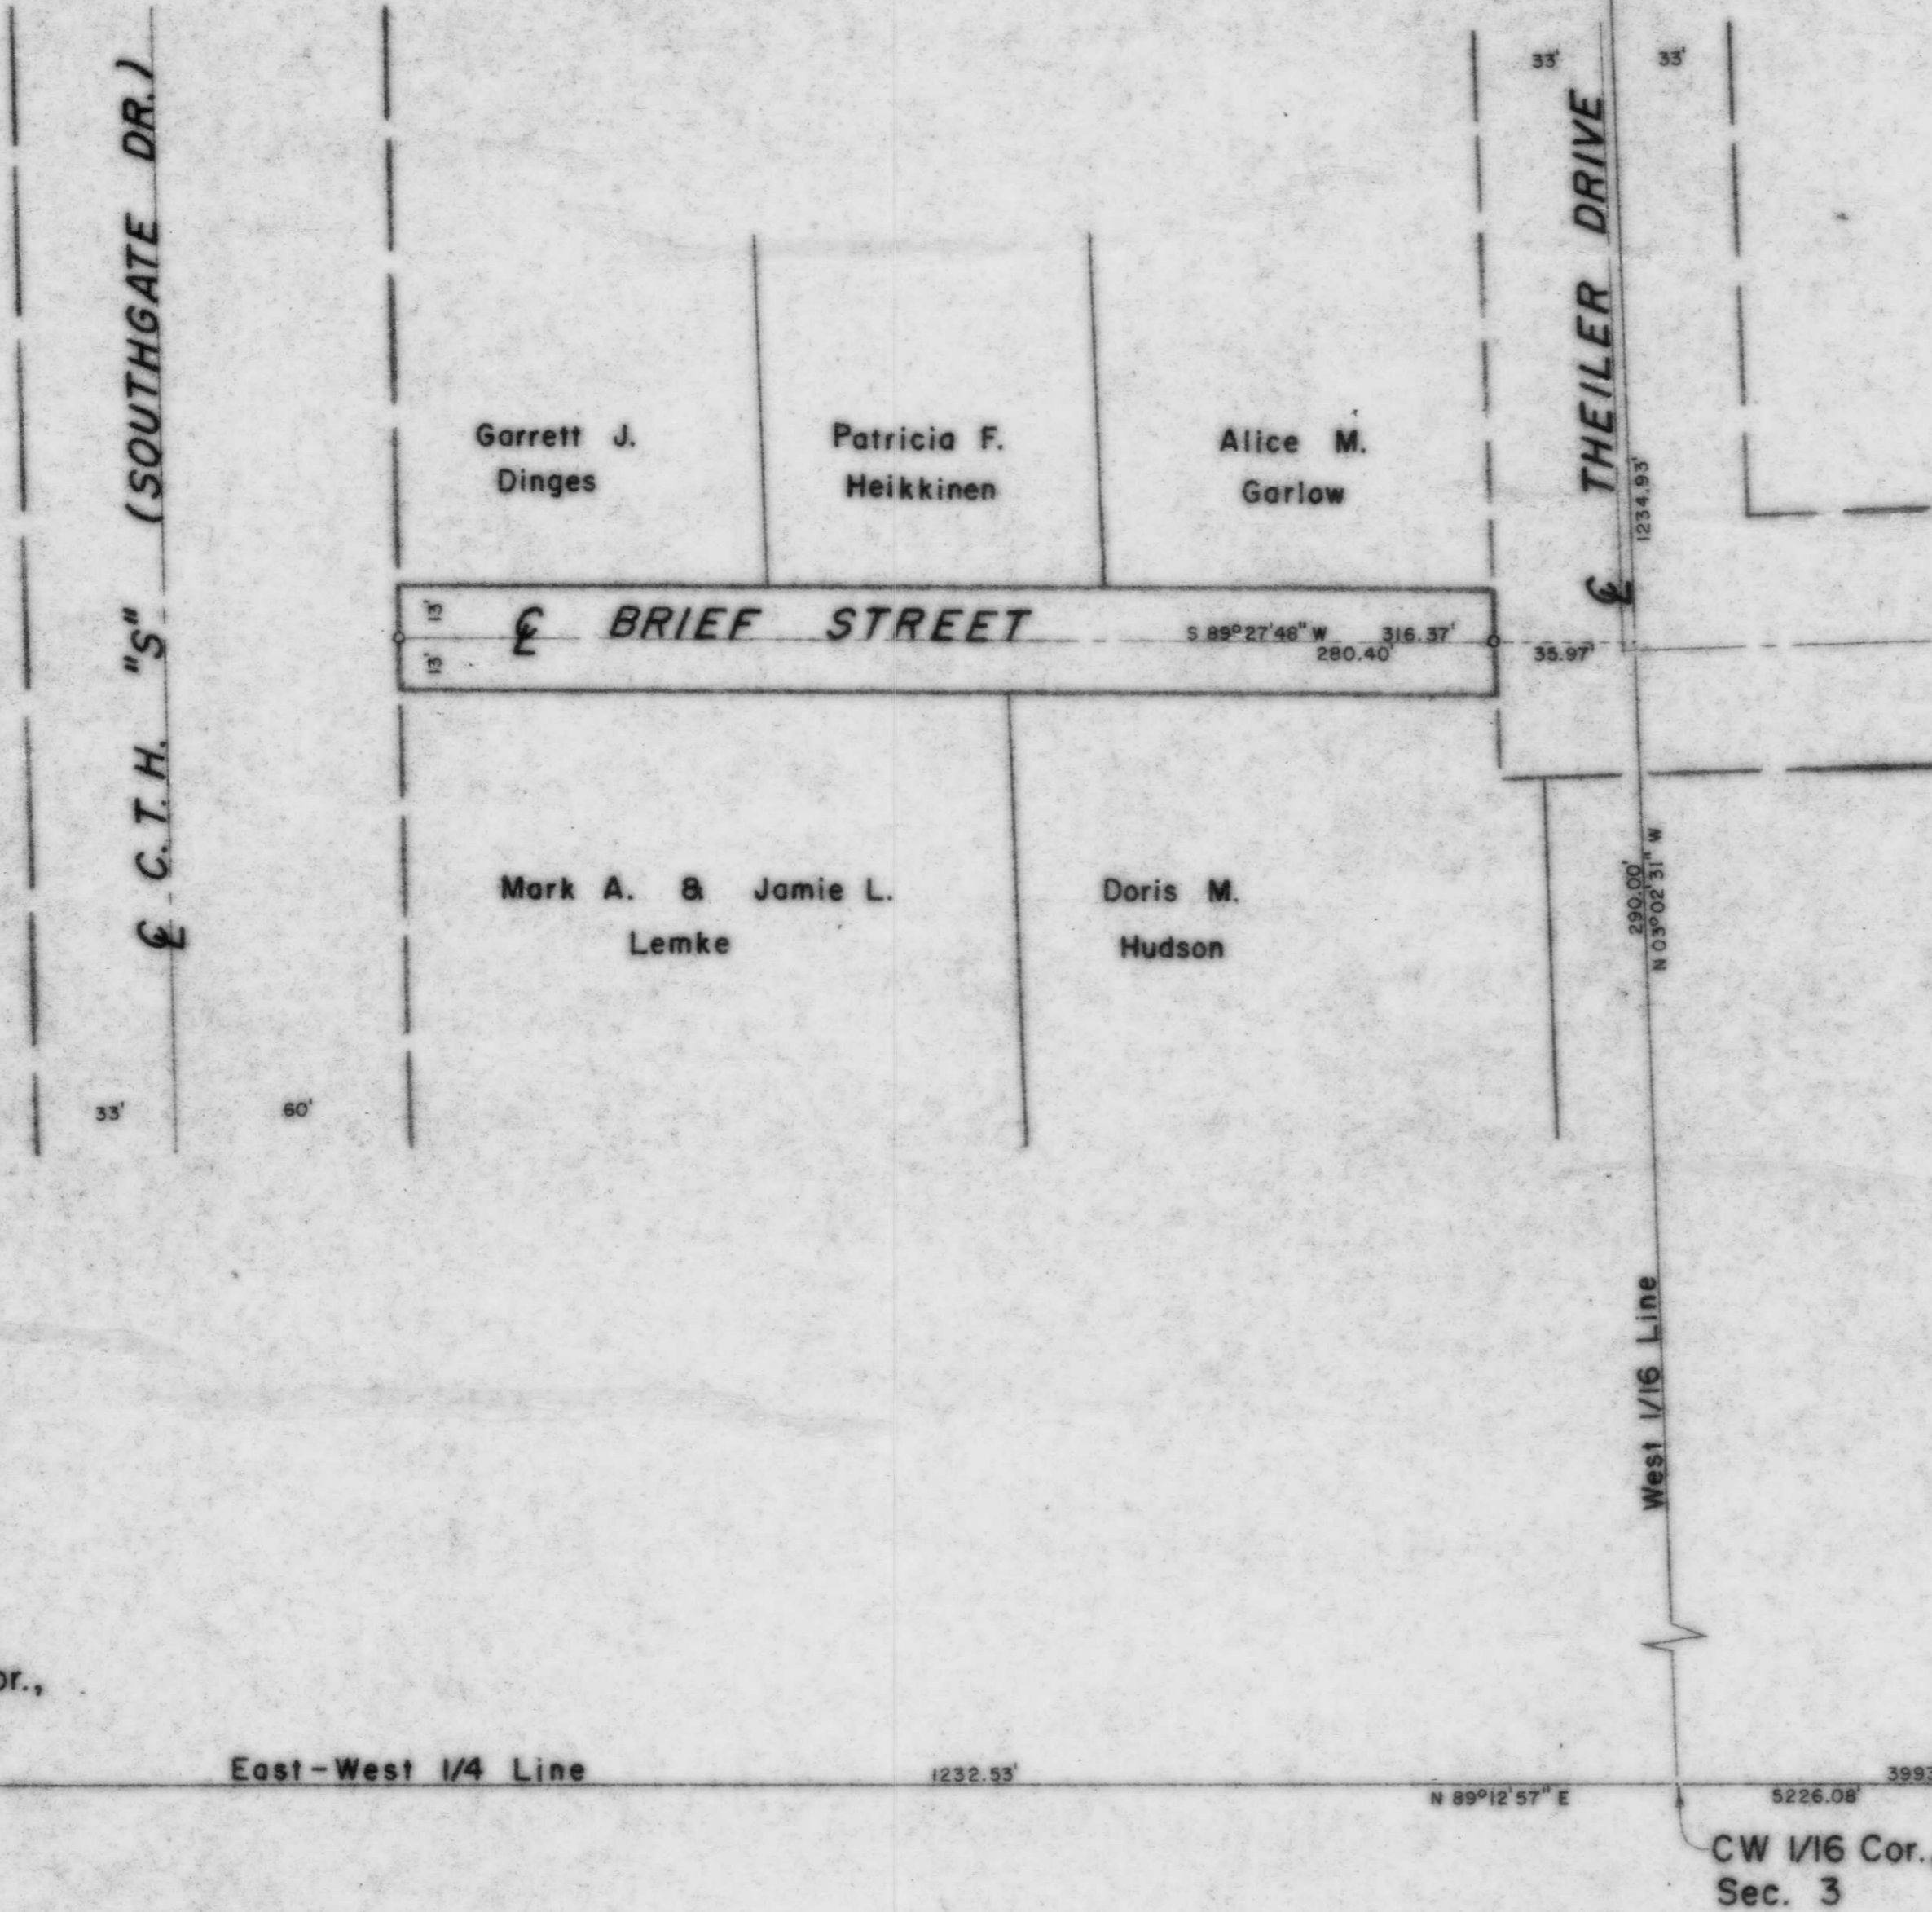 33'
33'
℄ C.T.H. "S" (SOUTHGATE DR.)
℄ THEILER DRIVE
1234.93'
Garrett J.
Dinges
Patricia F.
Heikkinen
Alice M.
Garlow
13'
13'
℄ BRIEF STREET
S 89°27'48" W 316.37'
280.40'
35.97'
Mark A. & Jamie L.
Lemke
Doris M.
Hudson
290.00'
N 03°02'31" W
33'
60'
West 1/16 Line
or.,
East-West 1/4 Line
1232.53'
3993
N 89°12'57" E
5226.08'
CW 1/16 Cor.,
Sec. 3